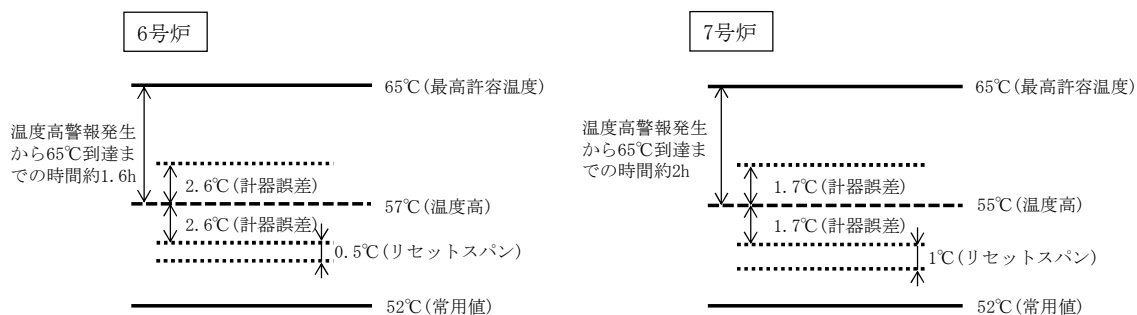 6号炉
65℃(最高許容温度)
温度高警報発生
から65℃到達ま
での時間約1.6h
2.6℃(計器誤差)
57℃(温度高)
2.6℃(計器誤差)
0.5℃(リセットスパン)
52℃(常用値)
7号炉
65℃(最高許容温度)
温度高警報発生
から65℃到達ま
での時間約2h
1.7℃(計器誤差)
55℃(温度高)
1.7℃(計器誤差)
1℃(リセットスパン)
52℃(常用値)